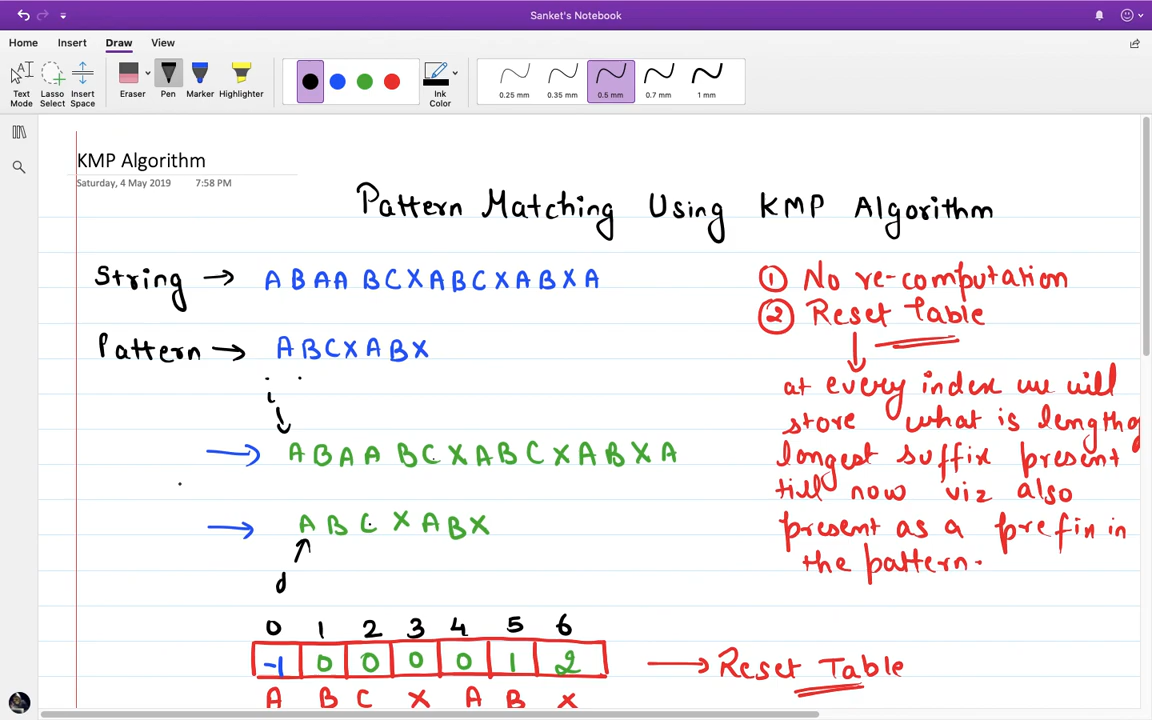 Sanket's Notebook
Home Insert Draw View
Text Mode Lasso Select Insert Space Eraser Pen Marker Highlighter Ink Color 0.25 mm 0.35 mm 0.5 mm 0.7 mm 1 mm
KMP Algorithm
Saturday, 4 May 2019 7:58 PM
Pattern Matching Using KMP Algorithm
String → A B A A B C X A B C X A B X A
① No re-computation
② Reset Table
Pattern → A B C X A B X
at every index we will
store what is length of
longest suffix present
till now viz also
present as a prefix in
the pattern.
i
→ A B A A B C X A B C X A B X A
→ A B C X A B X
j
0 1 2 3 4 5 6
-1 0 0 0 0 1 2 → Reset Table
A B C X A B X